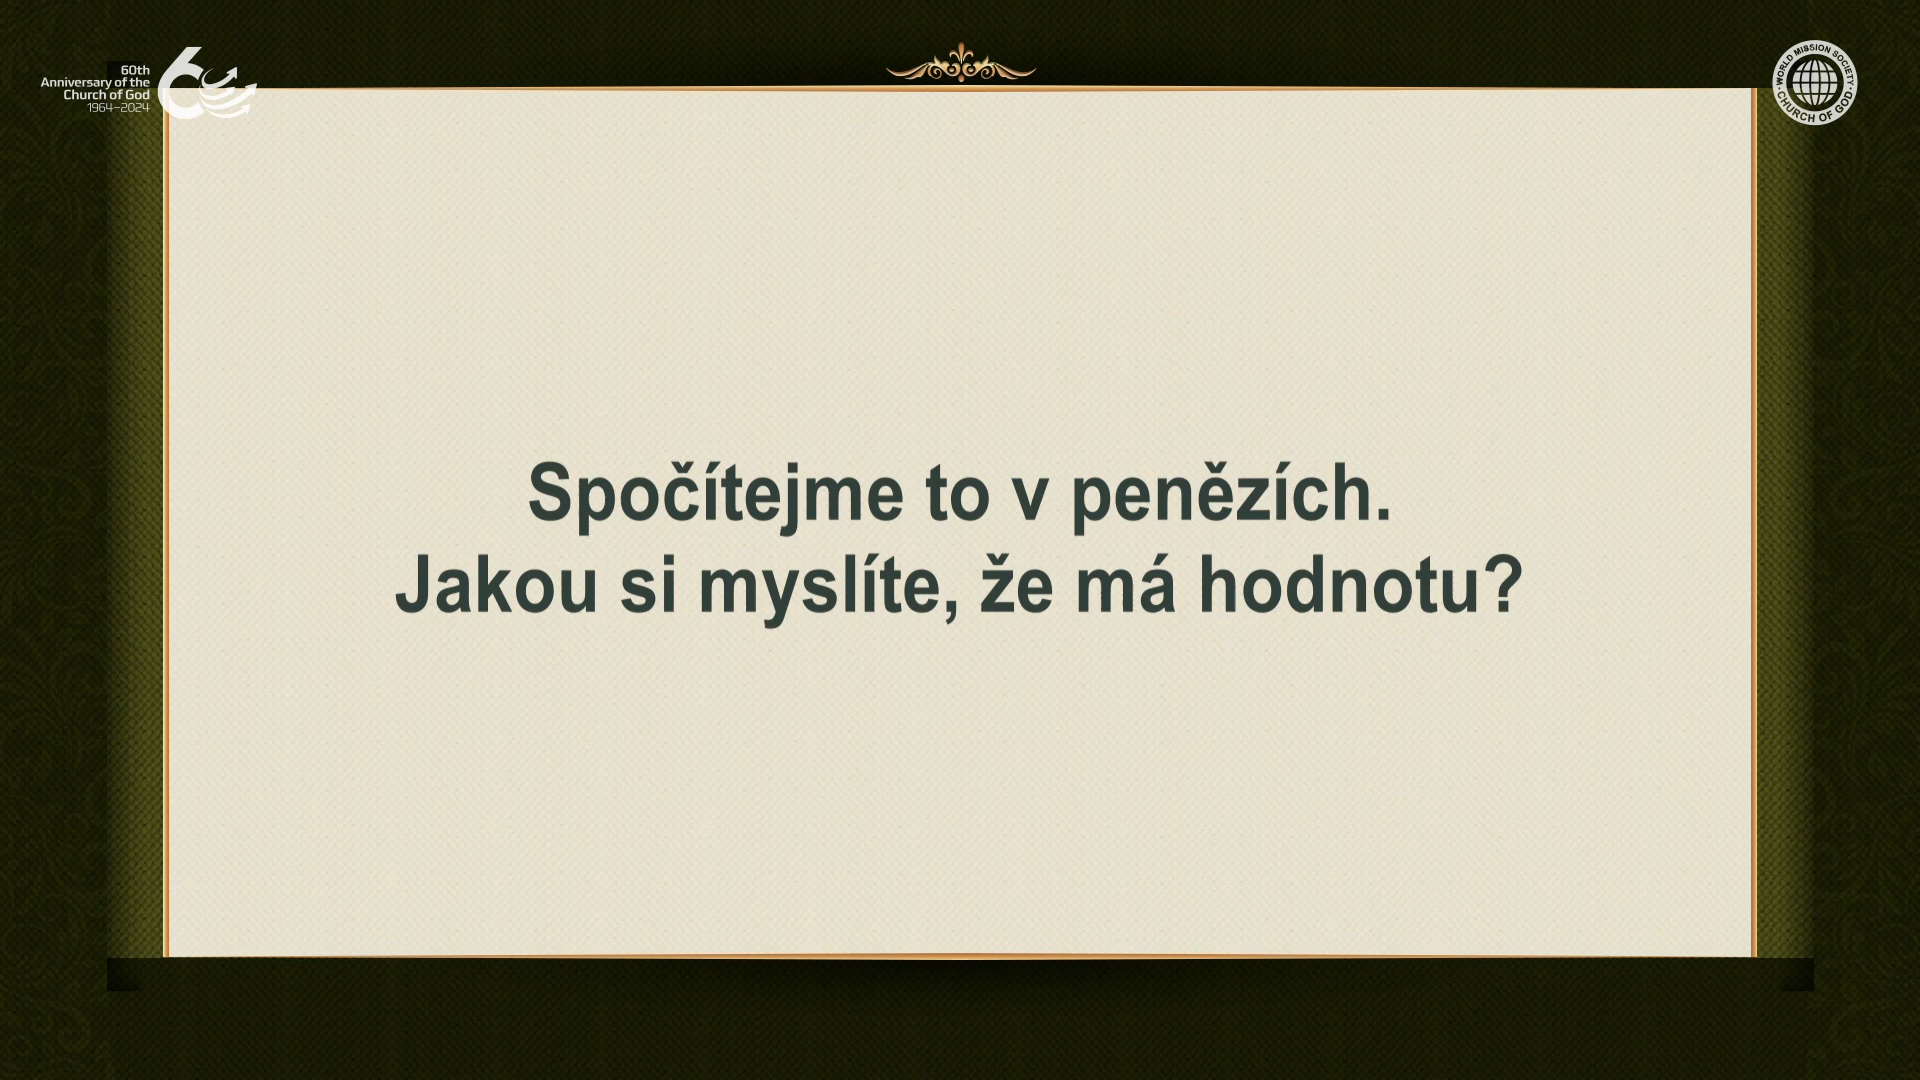 60th
Anniversary of the
Church of God
1964–2024
WORLD MISSION SOCIETY
CHURCH OF GOD
Spočítejme to v penězích.
Jakou si myslíte, že má hodnotu?